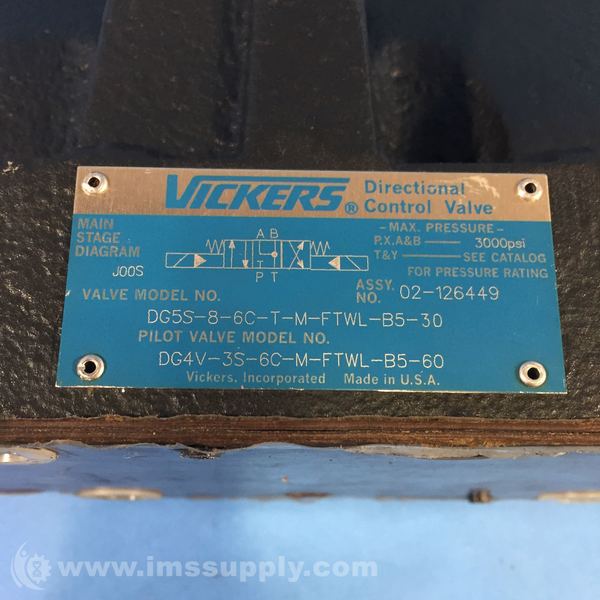 VICKERS® Directional
Control Valve
MAIN
STAGE
DIAGRAM
J00S
A B
T
P T
- MAX. PRESSURE -
P.X.A&B — 3000psi
T&Y — SEE CATALOG
FOR PRESSURE RATING
VALVE MODEL NO.
ASSY.
NO. 02-126449
DG5S-8-6C-T-M-FTWL-B5-30
PILOT VALVE MODEL NO.
DG4V-3S-6C-M-FTWL-B5-60
Vickers, Incorporated Made in U.S.A.
© www.imssupply.com